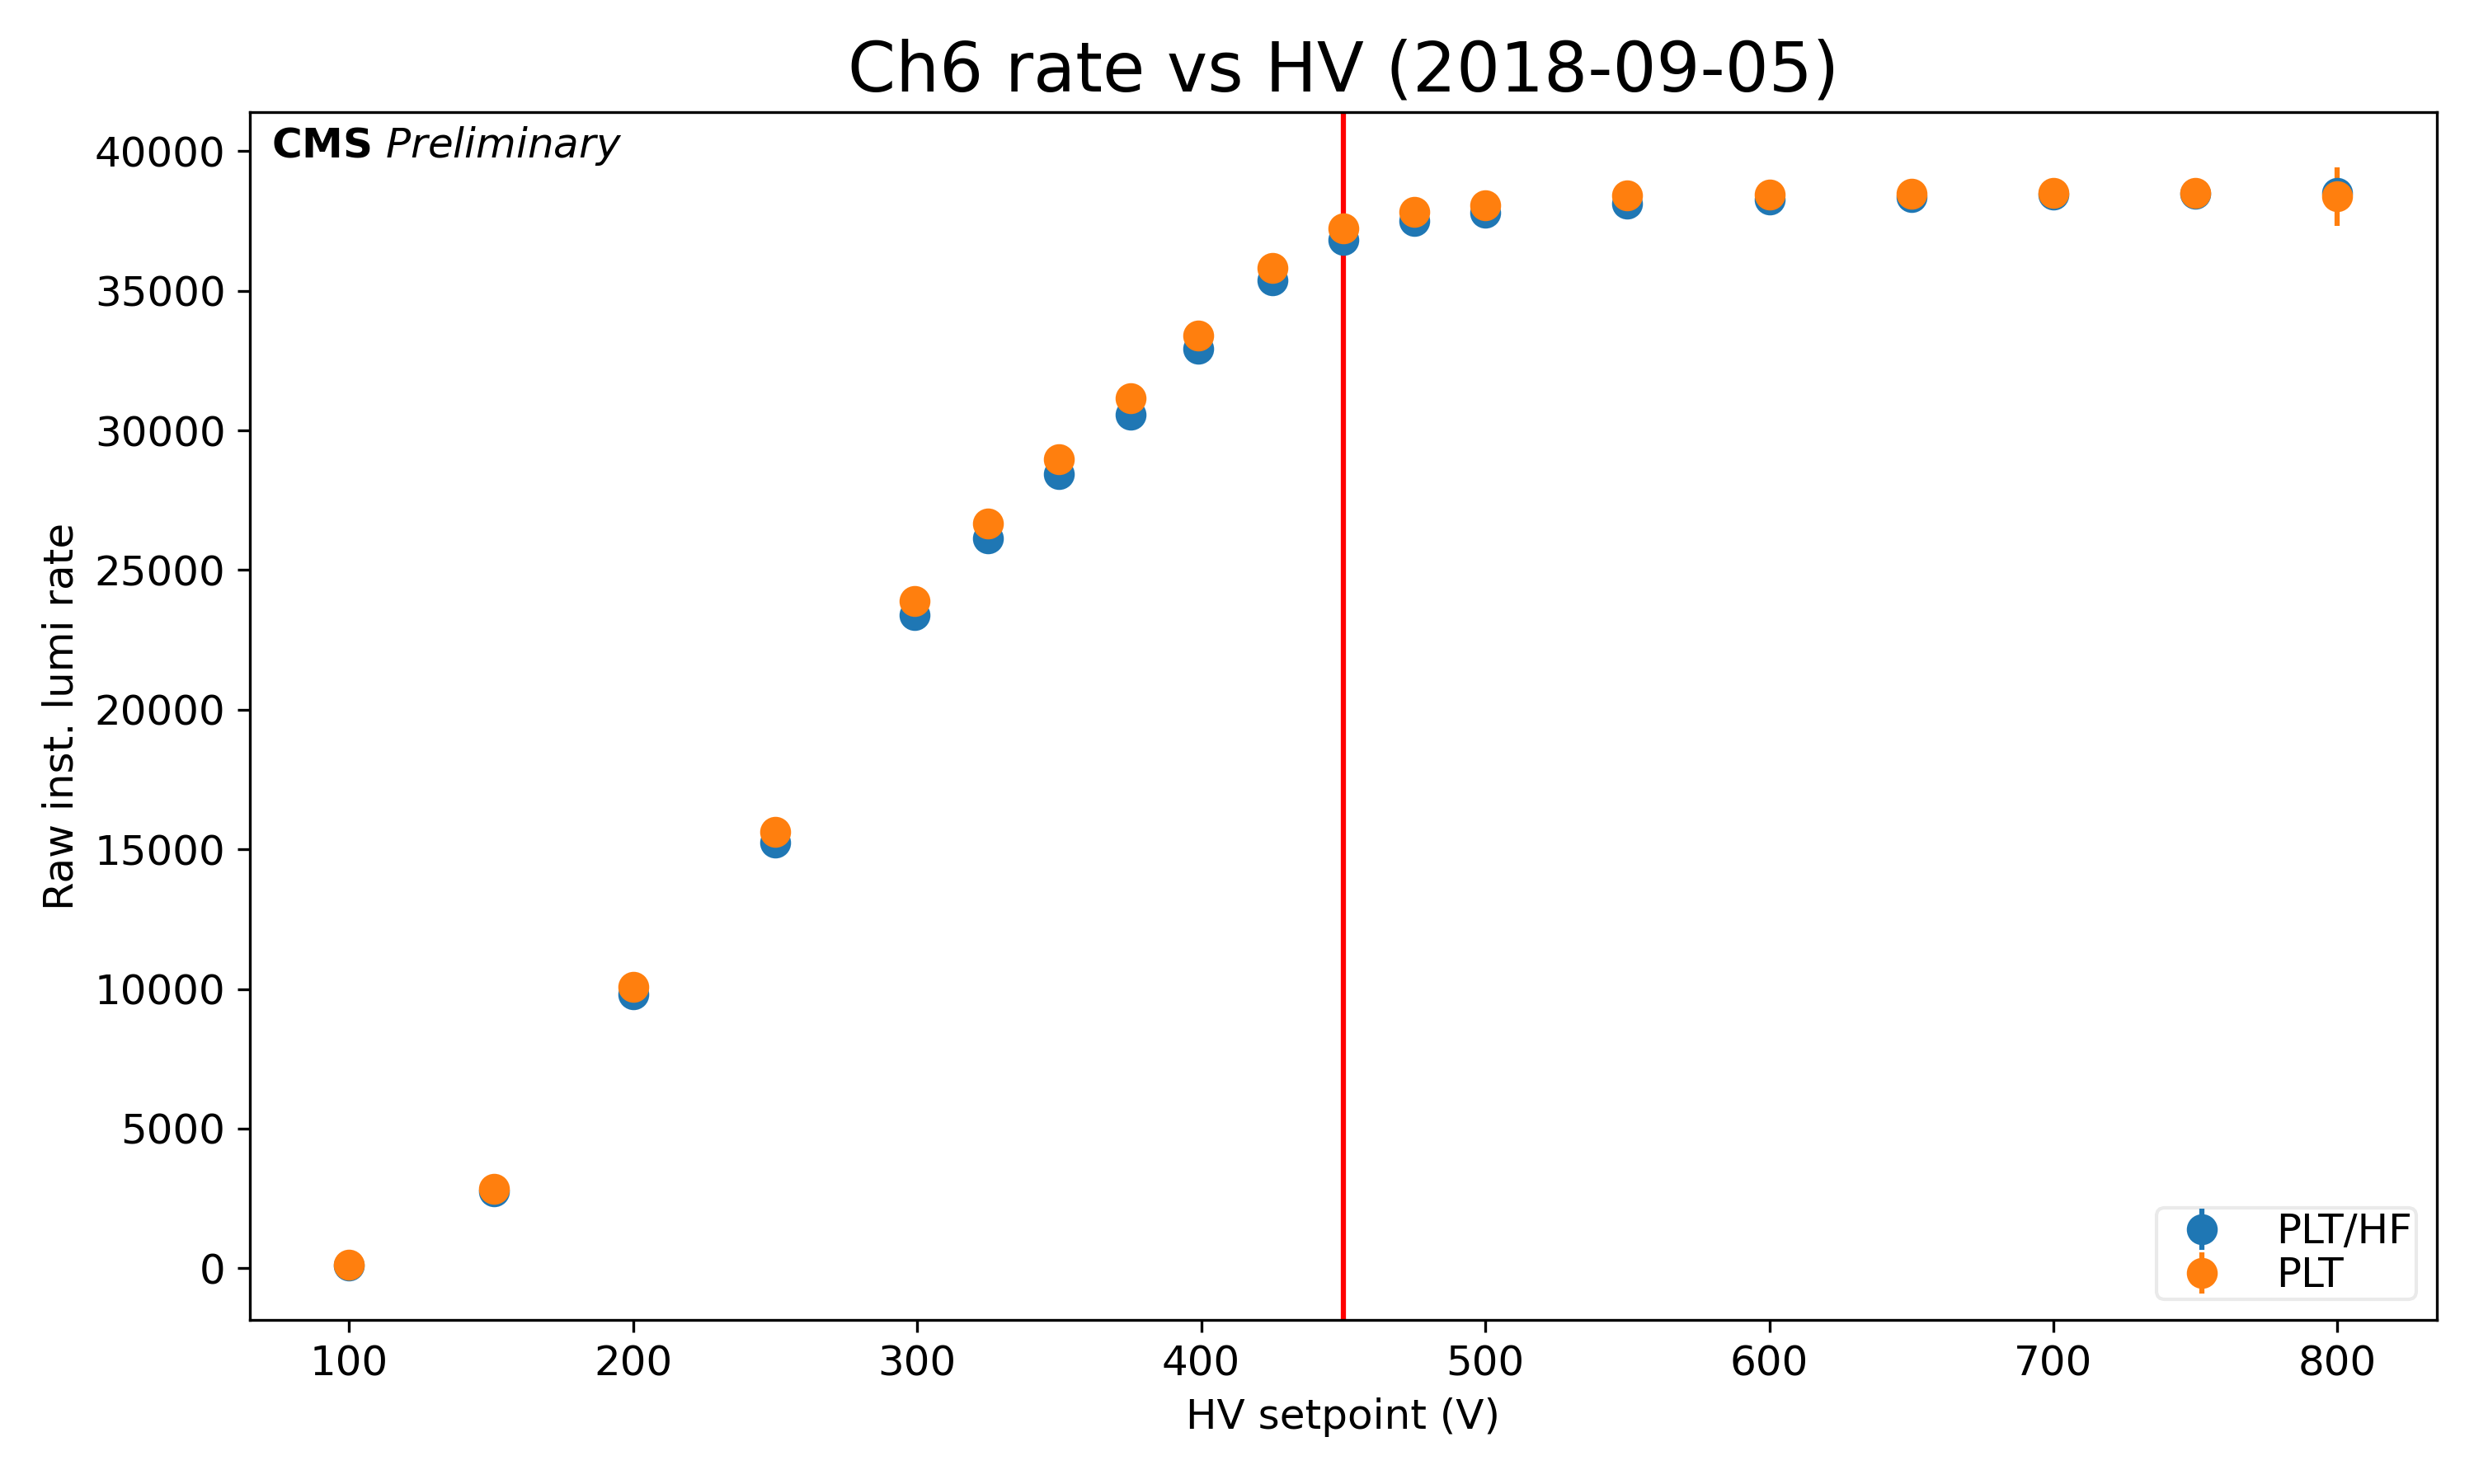 Ch6 rate vs HV (2018-09-05)
CMS Preliminary
40000
35000
30000
25000
20000
15000
10000
5000
0
Raw inst. lumi rate
PLT/HF
PLT
100 200 300 400 500 600 700 800
HV setpoint (V)